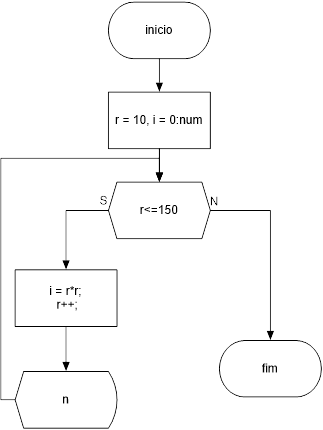 inicio
r = 10, i = 0:num
r<=150
S
N
i = r*r;
r++;
n
fim